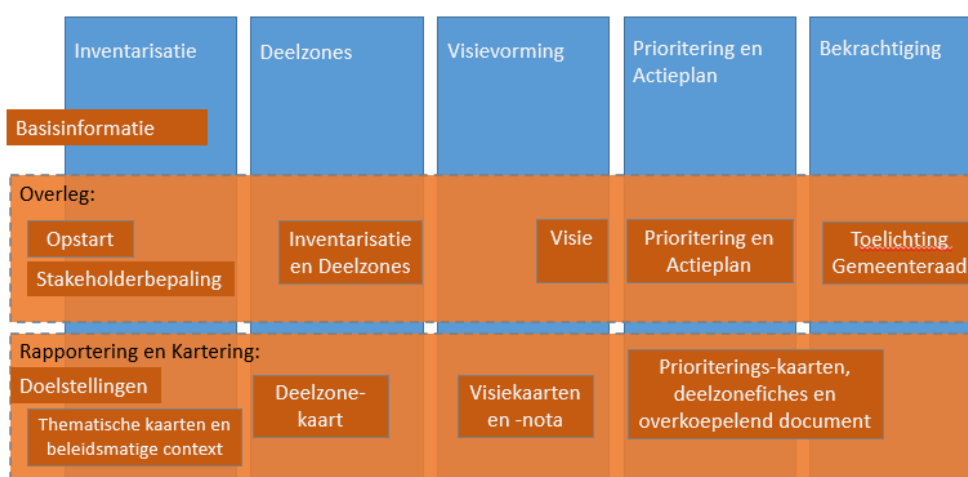 Inventarisatie
Deelzones
Visievorming
Prioritering en
Actieplan
Bekrachtiging
Basisinformatie
Overleg:
Opstart
Stakeholderbepaling
Inventarisatie
en Deelzones
Visie
Prioritering en
Actieplan
Toelichting
Gemeenteraad
Rapportering en Kartering:
Doelstellingen
Thematische kaarten en
beleidsmatige context
Deelzone-
kaart
Visiekaarten
en -nota
Prioriterings-kaarten,
deelzonefiches en
overkoepelend document